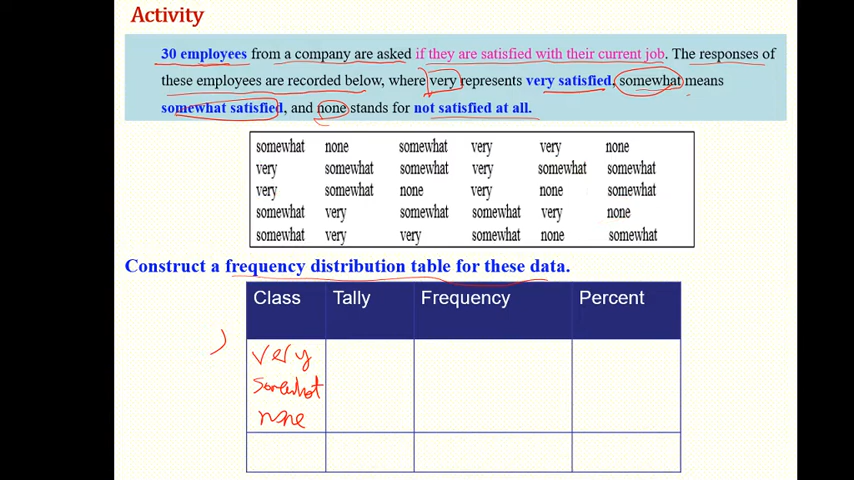 Activity
30 employees from a company are asked if they are satisfied with their current job. The responses of
these employees are recorded below, where very represents very satisfied, somewhat means
somewhat satisfied, and none stands for not satisfied at all.
somewhat none somewhat very very none
very somewhat somewhat very somewhat somewhat
very somewhat none very none somewhat
somewhat very somewhat somewhat very none
somewhat very very somewhat none somewhat
Construct a frequency distribution table for these data.
Class Tally Frequency Percent
very
somewhat
none